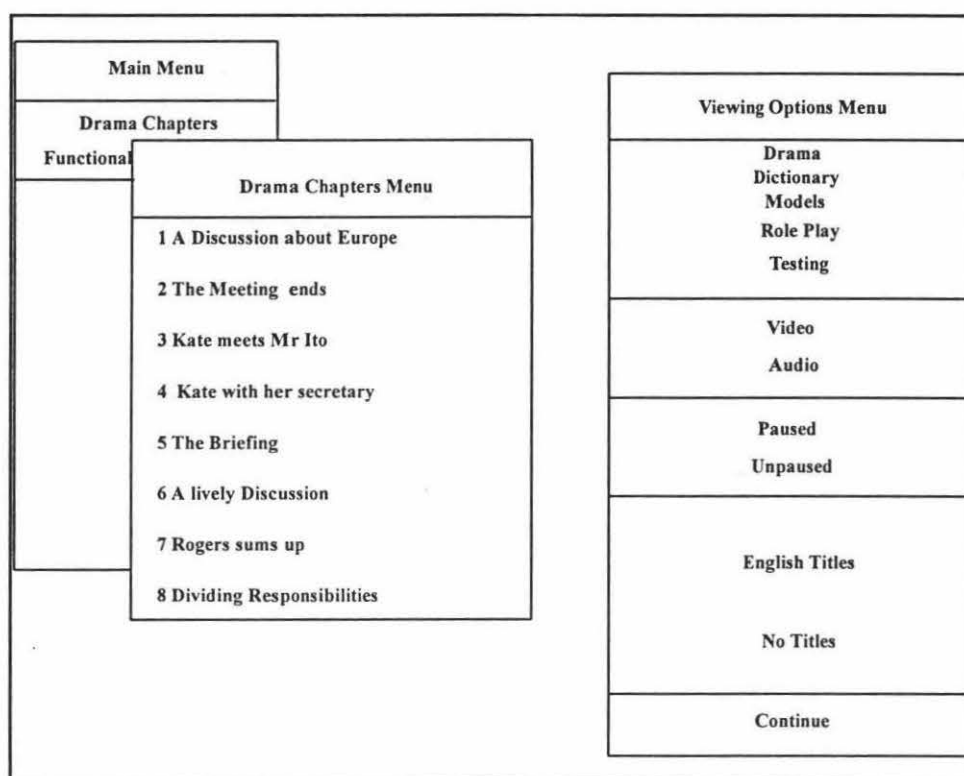 Main Menu
Drama Chapters
Functional
Drama Chapters Menu
1 A Discussion about Europe
2 The Meeting ends
3 Kate meets Mr Ito
4 Kate with her secretary
5 The Briefing
6 A lively Discussion
7 Rogers sums up
8 Dividing Responsibilities
Viewing Options Menu
Drama
Dictionary
Models
Role Play
Testing
Video
Audio
Paused
Unpaused
English Titles
No Titles
Continue